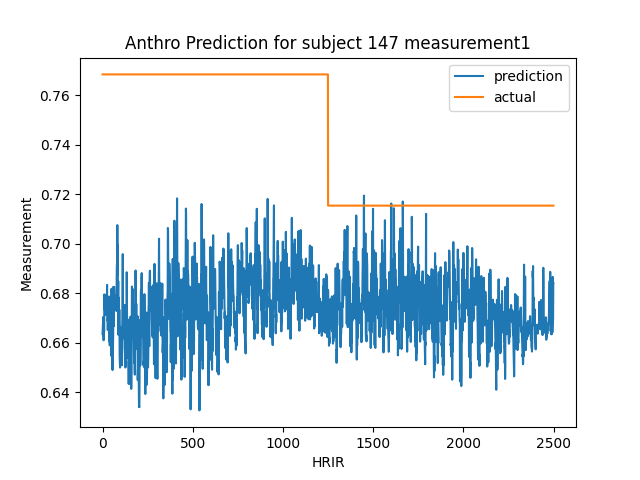 Anthro Prediction for subject 147 measurement1
prediction
actual
0.76
0.74
0.72
0.70
0.68
0.66
0.64
Measurement
0
500
1000
1500
2000
2500
HRIR